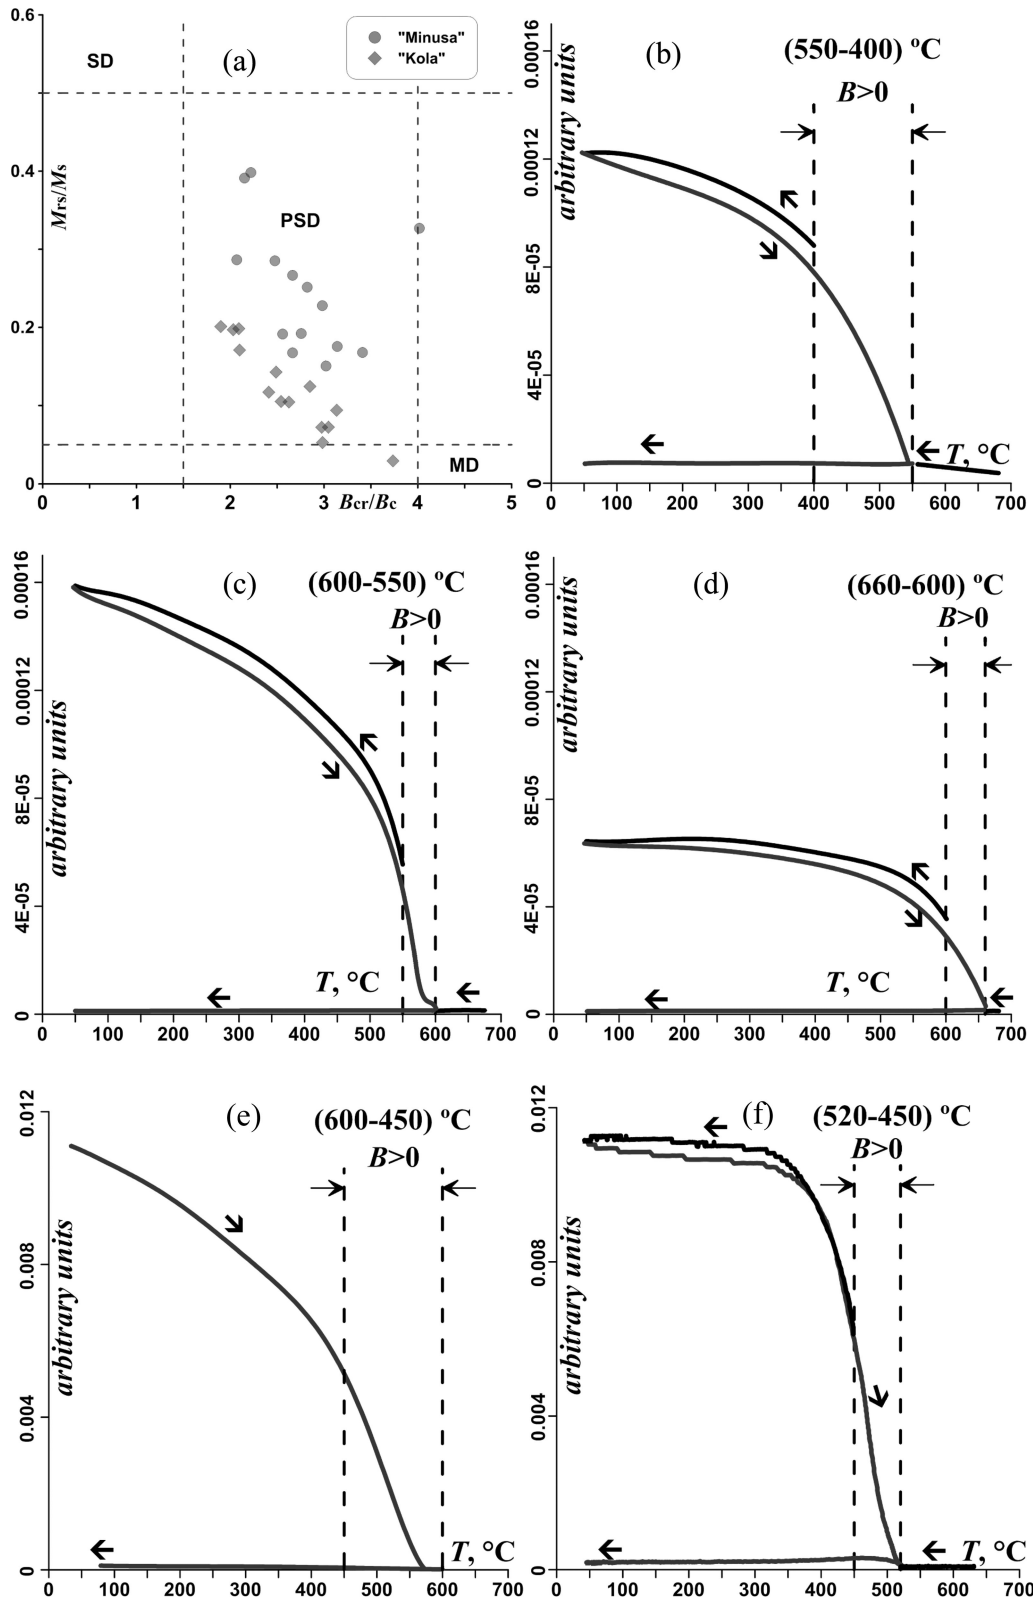 0.6
0.4
0.2
0
Mrs/Ms
SD
(a)
"Minusa"
"Kola"
PSD
MD
0 1 2 3 4 5
Bcr/Bc
(b)
(550-400) ºC
B>0
arbitrary units
0.00016
0.00012
8E-05
4E-05
0
T, °C
0 100 200 300 400 500 600 700
(c)
(600-550) ºC
B>0
arbitrary units
0.00016
0.00012
8E-05
4E-05
0
T, °C
0 100 200 300 400 500 600 700
(d)
(660-600) ºC
B>0
arbitrary units
0.00016
0.00012
8E-05
4E-05
0
T, °C
0 100 200 300 400 500 600 700
(e)
(600-450) ºC
B>0
arbitrary units
0.012
0.008
0.004
0
T, °C
0 100 200 300 400 500 600 700
(f)
(520-450) ºC
B>0
arbitrary units
0.012
0.008
0.004
0
T, °C
0 100 200 300 400 500 600 700